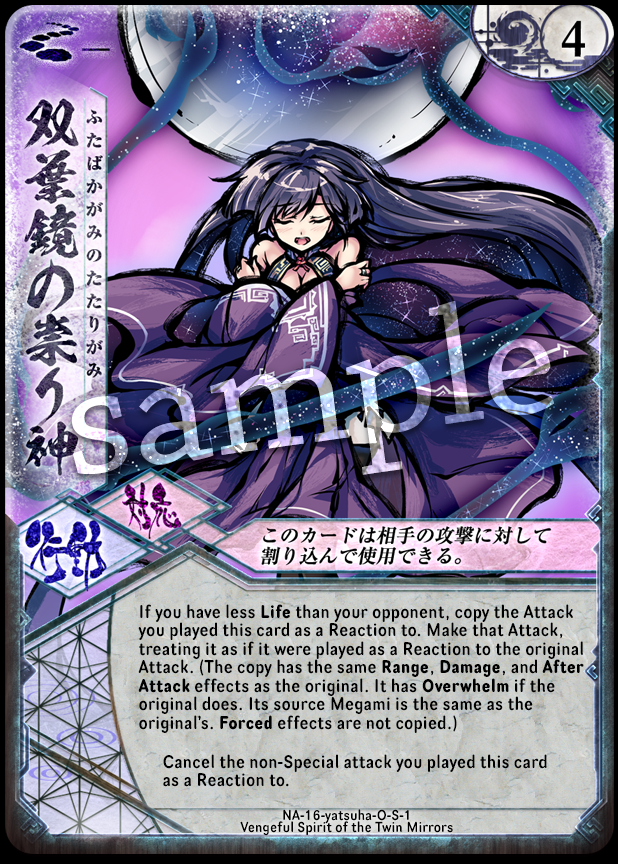 4
双葉鏡の祟り神
ふたばかがみのたたりがみ
sample
行動
対応
このカードは相手の攻撃に対して
割り込んで使用できる。
If you have less Life than your opponent, copy the Attack
you played this card as a Reaction to. Make that Attack,
treating it as if it were played as a Reaction to the original
Attack. (The copy has the same Range, Damage, and After
Attack effects as the original. It has Overwhelm if the
original does. Its source Megami is the same as the
original's. Forced effects are not copied.)
Cancel the non-Special attack you played this card
as a Reaction to.
NA-16-yatsuha-O-S-1
Vengeful Spirit of the Twin Mirrors